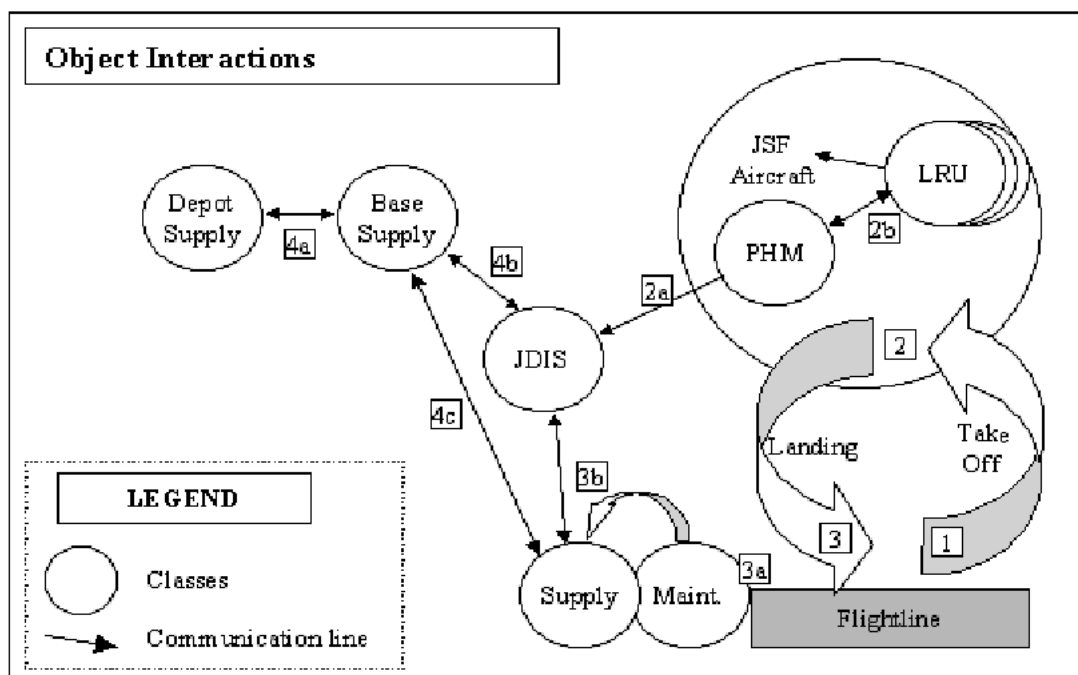 Object Interactions
JSF
Aircraft
LRU
Depot
Supply
Base
Supply
4a
2b
PHM
4b
2a
JDIS
2
4c
Landing
Take
Off
3b
LEGEND
3
1
3a
Classes
Supply
Maint.
Flightline
Communication line